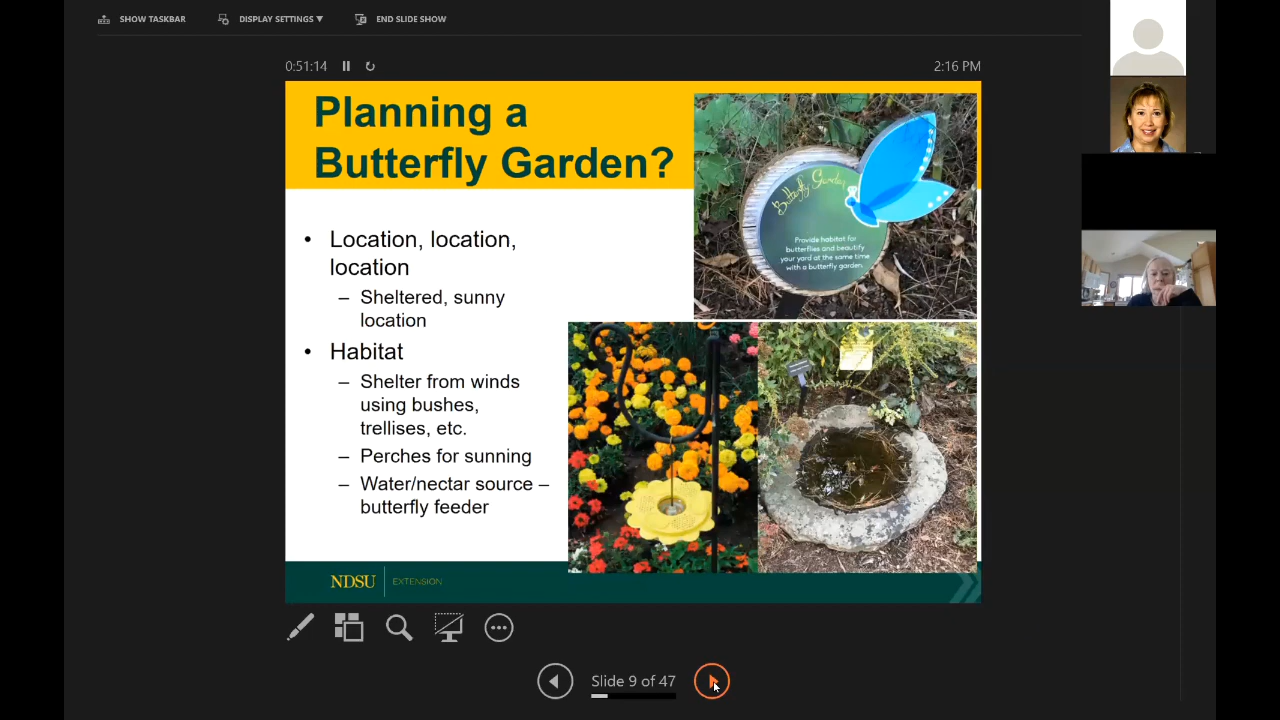 SHOW TASKBAR DISPLAY SETTINGS ▼ END SLIDE SHOW
0:51:14 2:16 PM
Planning a
Butterfly Garden?
Butterfly Garden
Provide habitat for
butterflies and beautify
your yard at the same time
with a butterfly garden.
• Location, location,
location
– Sheltered, sunny
location
• Habitat
– Shelter from winds
using bushes,
trellises, etc.
– Perches for sunning
– Water/nectar source –
butterfly feeder
NDSU EXTENSION
Slide 9 of 47